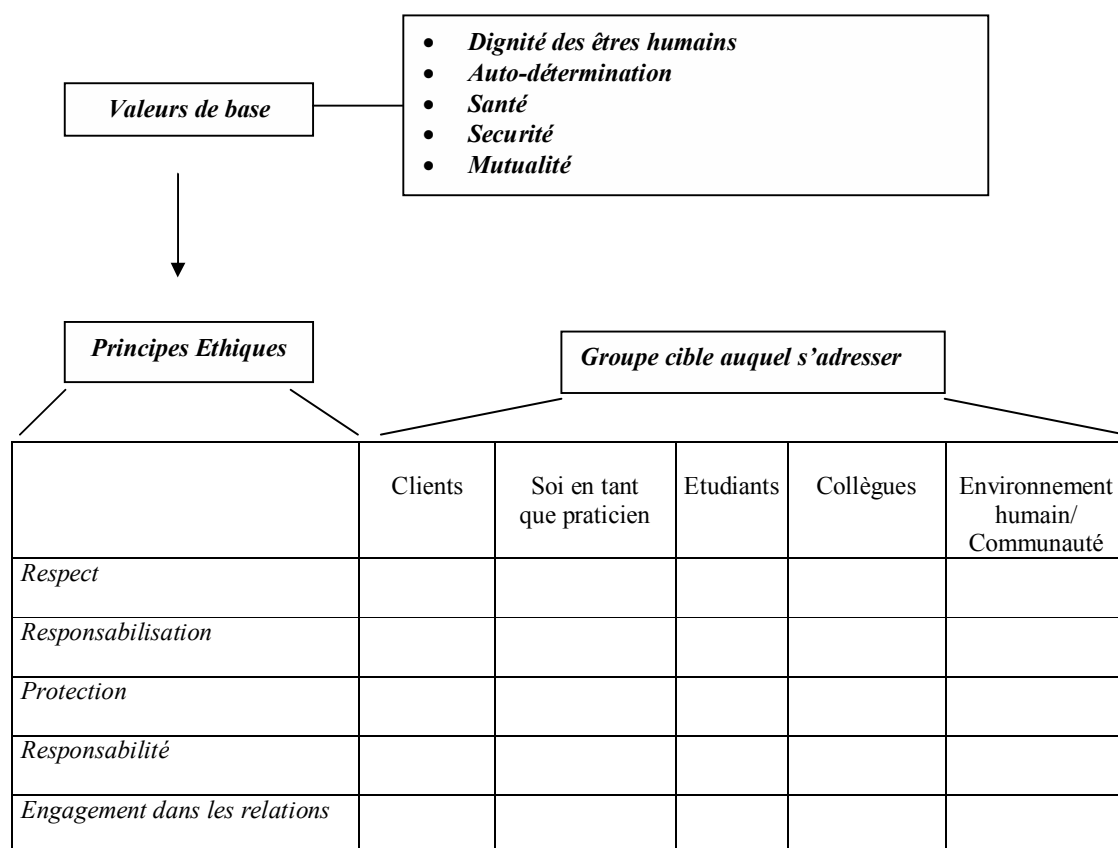 • Dignité des êtres humains
• Auto-détermination
• Santé
• Securité
• Mutualité
Valeurs de base
Principes Ethiques
Groupe cible auquel s’adresser
Clients
Soi en tant
que praticien
Etudiants
Collègues
Environnement
humain/
Communauté
Respect
Responsabilisation
Protection
Responsabilité
Engagement dans les relations